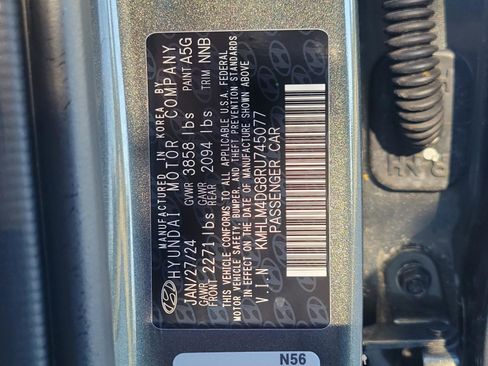 MANUFACTURED IN KOREA BY
HYUNDAI MOTOR COMPANY
JAN/27/24 GVWR 3858 lbs PAINT A5G
GAWR FRONT 2271 lbs GAWR REAR 2094 lbs TRIM NNB
THIS VEHICLE CONFORMS TO ALL APPLICABLE U.S.A. FEDERAL
MOTOR VEHICLE SAFETY, BUMPER, AND THEFT PREVENTION STANDARDS
IN EFFECT ON THE DATE OF MANUFACTURE SHOWN ABOVE
V.I.N KMHLM4DG8RU745077
PASSENGER CAR
N56